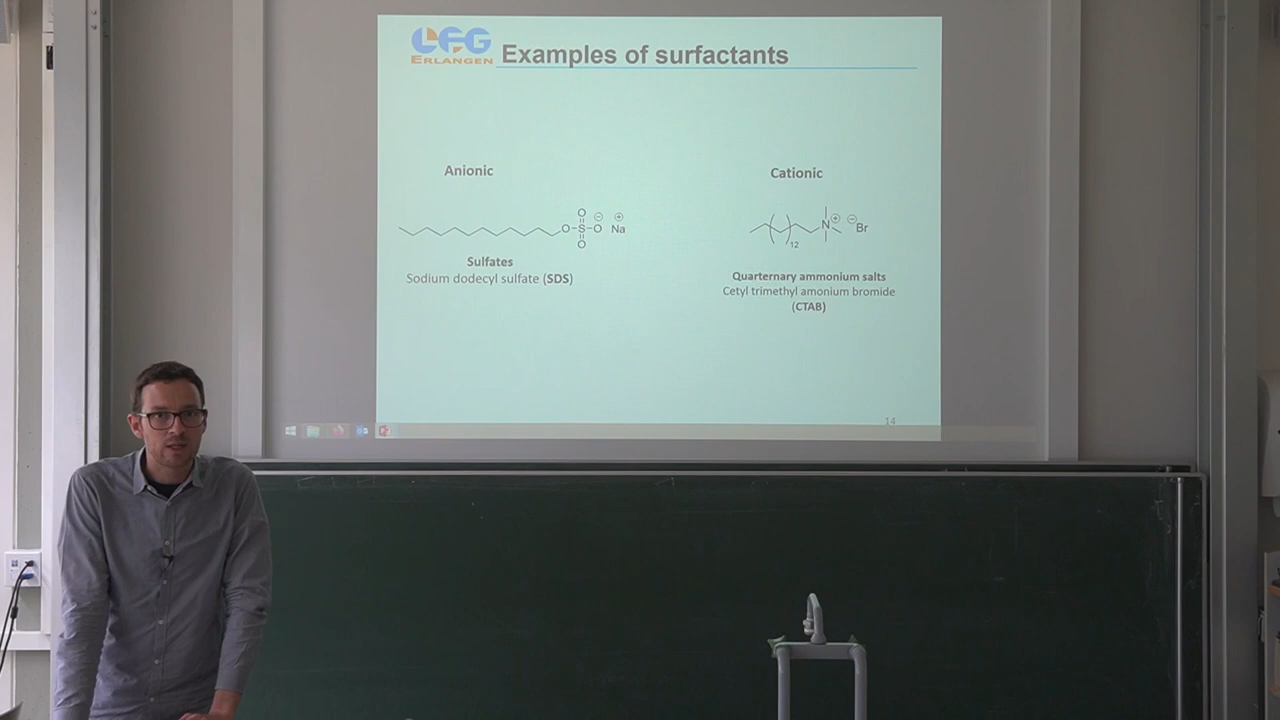 LFG
ERLANGEN
Examples of surfactants
Anionic
Cationic
O
O-S-O Na
O
N Br
12
Sulfates
Sodium dodecyl sulfate (SDS)
Quarternary ammonium salts
Cetyl trimethyl amonium bromide
(CTAB)
14